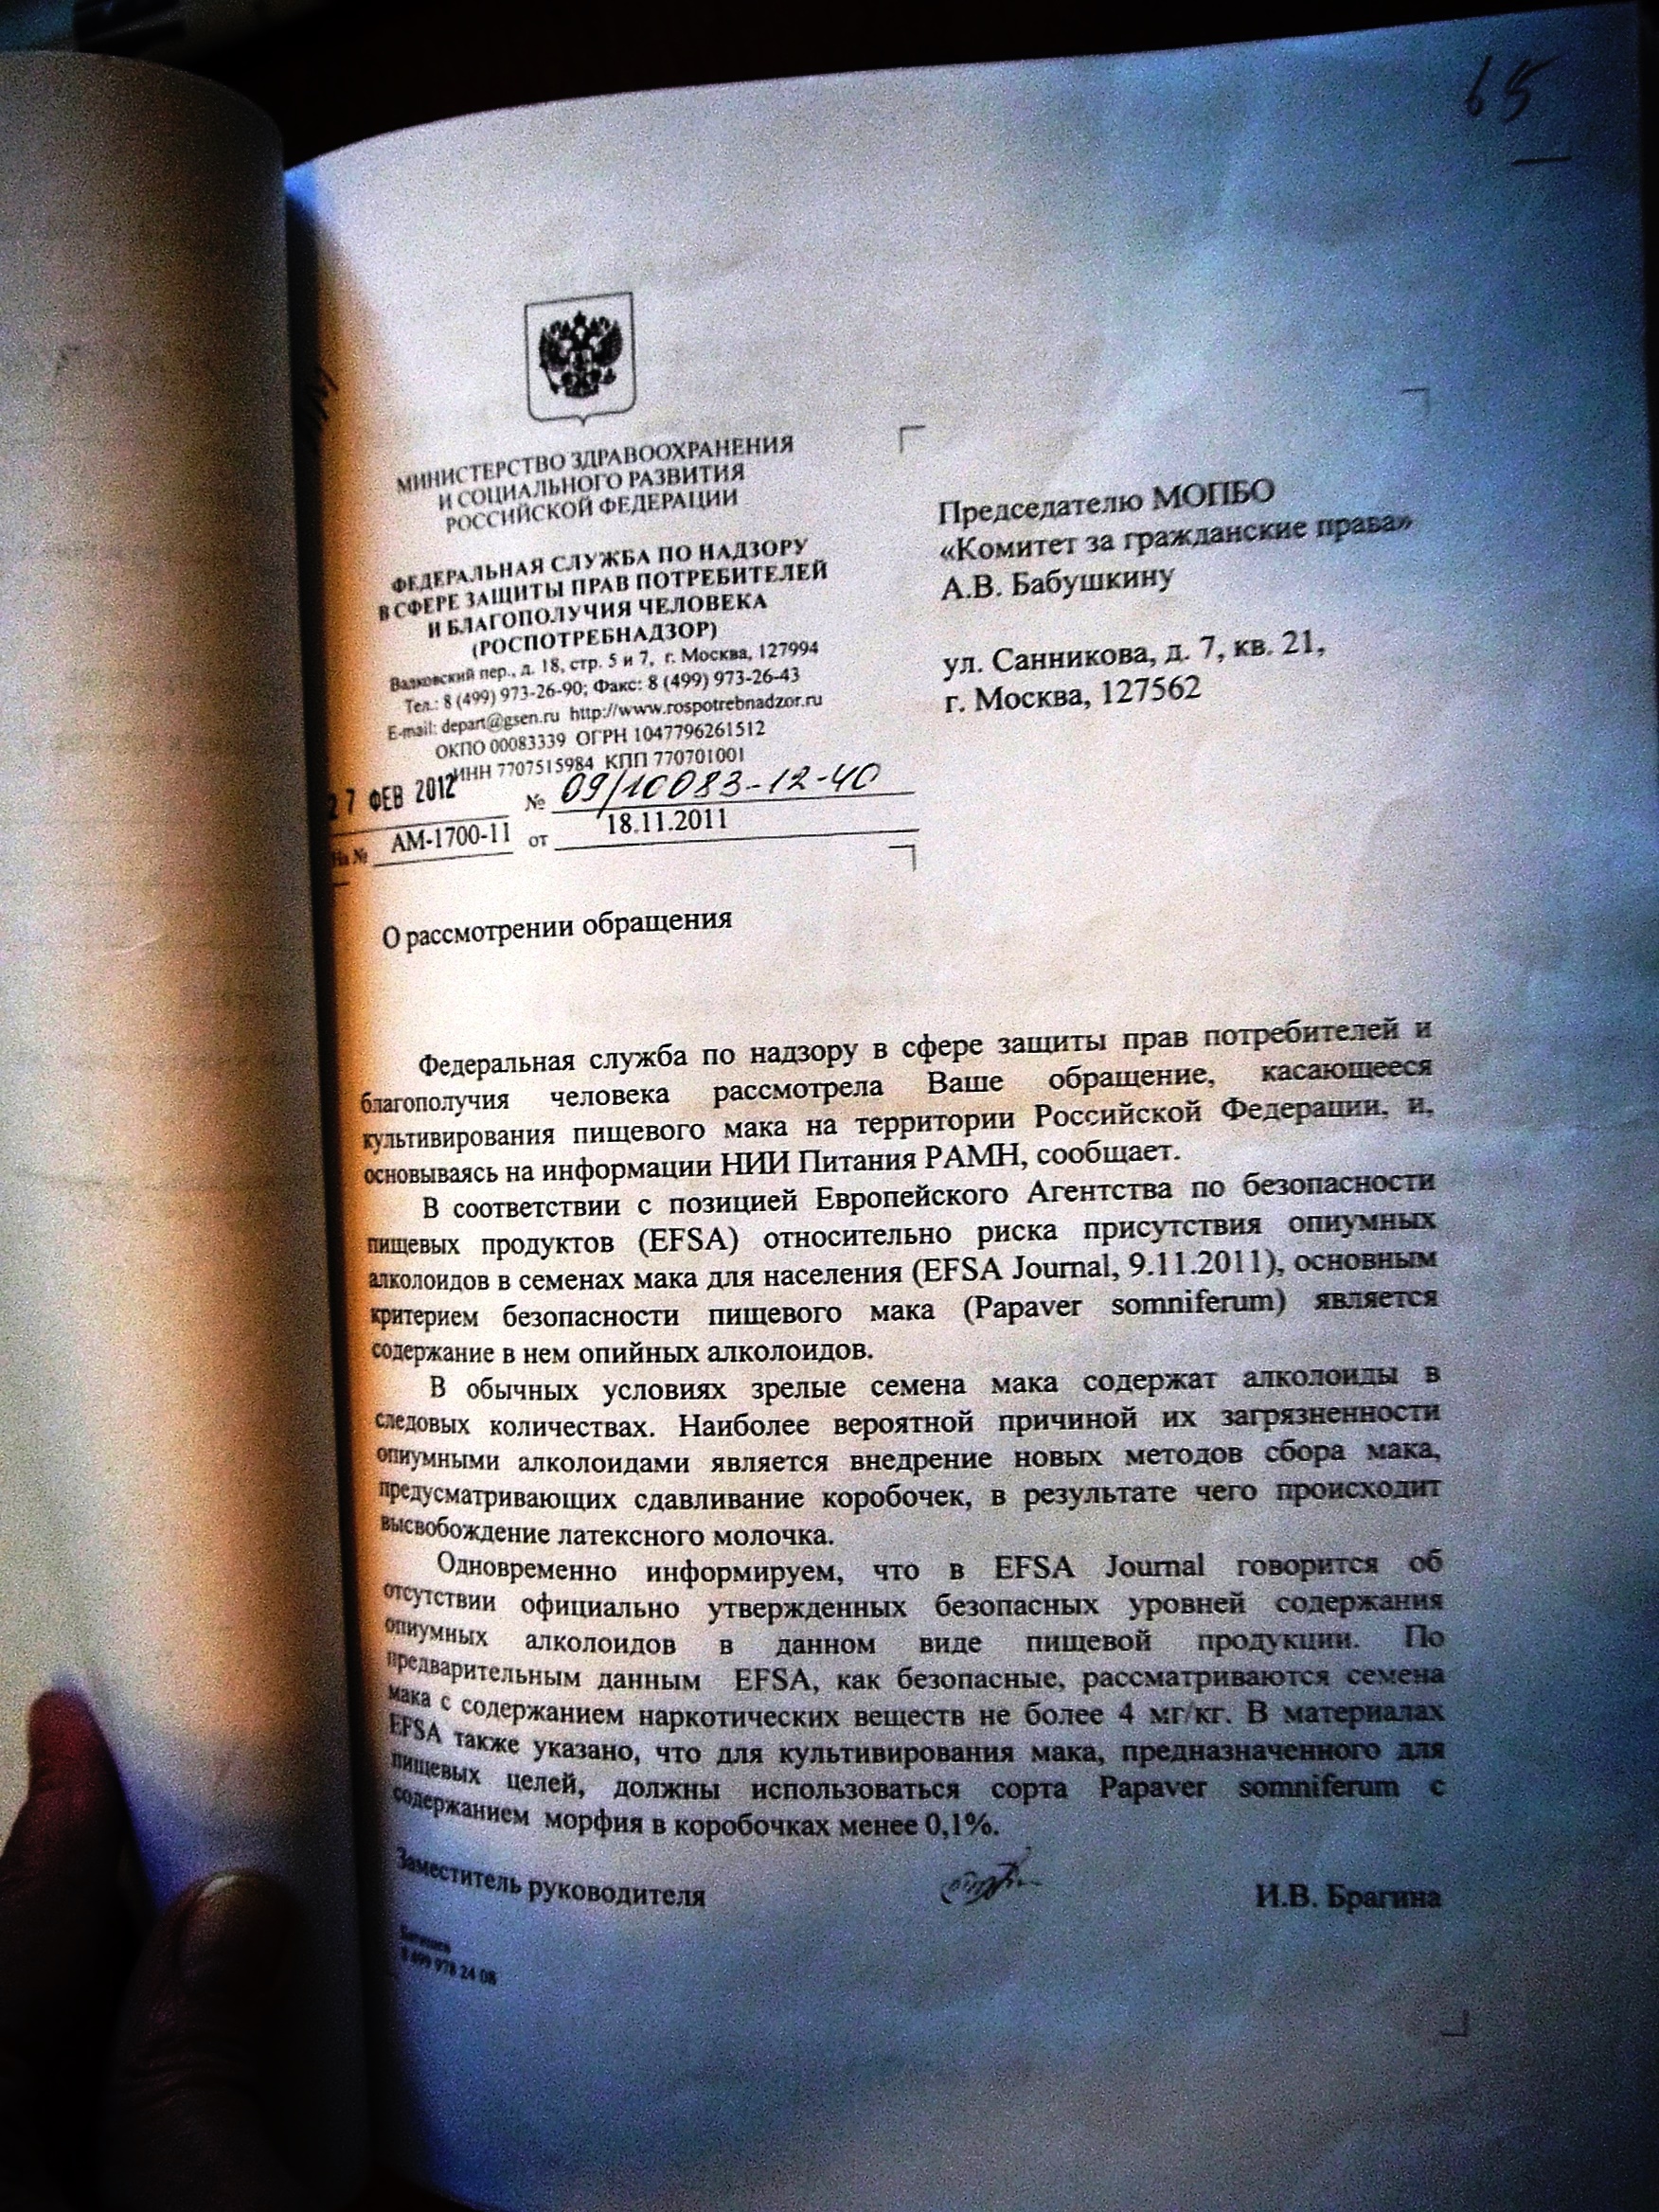 65
МИНИСТЕРСТВО ЗДРАВООХРАНЕНИЯ
И СОЦИАЛЬНОГО РАЗВИТИЯ
РОССИЙСКОЙ ФЕДЕРАЦИИ
ФЕДЕРАЛЬНАЯ СЛУЖБА ПО НАДЗОРУ
В СФЕРЕ ЗАЩИТЫ ПРАВ ПОТРЕБИТЕЛЕЙ
И БЛАГОПОЛУЧИЯ ЧЕЛОВЕКА
(РОСПОТРЕБНАДЗОР)
Вадковский пер., д. 18, стр. 5 и 7, г. Москва, 127994
Тел.: 8 (499) 973-26-90; Факс: 8 (499) 973-26-43
E-mail: depart@gsen.ru http://www.rospotrebnadzor.ru
ОКПО 00083339 ОГРН 1047796261512
ИНН 7707515984 КПП 770701001
27 ФЕВ 2012 № 09/10083-12-40
На № АМ-1700-11 от 18.11.2011
Председателю МОПБО
«Комитет за гражданские права»
А.В. Бабушкину
ул. Санникова, д. 7, кв. 21,
г. Москва, 127562
О рассмотрении обращения
Федеральная служба по надзору в сфере защиты прав потребителей и
благополучия человека рассмотрела Ваше обращение, касающееся
культивирования пищевого мака на территории Российской Федерации, и,
основываясь на информации НИИ Питания РАМН, сообщает.
В соответствии с позицией Европейского Агентства по безопасности
пищевых продуктов (EFSA) относительно риска присутствия опиумных
алколоидов в семенах мака для населения (EFSA Journal, 9.11.2011), основным
критерием безопасности пищевого мака (Papaver somniferum) является
содержание в нем опийных алколоидов.
В обычных условиях зрелые семена мака содержат алколоиды в
следовых количествах. Наиболее вероятной причиной их загрязненности
опиумными алколоидами является внедрение новых методов сбора мака,
предусматривающих сдавливание коробочек, в результате чего происходит
высвобождение латексного молочка.
Одновременно информируем, что в EFSA Journal говорится об
отсутствии официально утвержденных безопасных уровней содержания
опиумных алколоидов в данном виде пищевой продукции. По
предварительным данным EFSA, как безопасные, рассматриваются семена
мака с содержанием наркотических веществ не более 4 мг/кг. В материалах
EFSA также указано, что для культивирования мака, предназначенного для
пищевых целей, должны использоваться сорта Papaver somniferum с
содержанием морфия в коробочках менее 0,1%.
Заместитель руководителя
И.В. Брагина
8 499 978 24 08